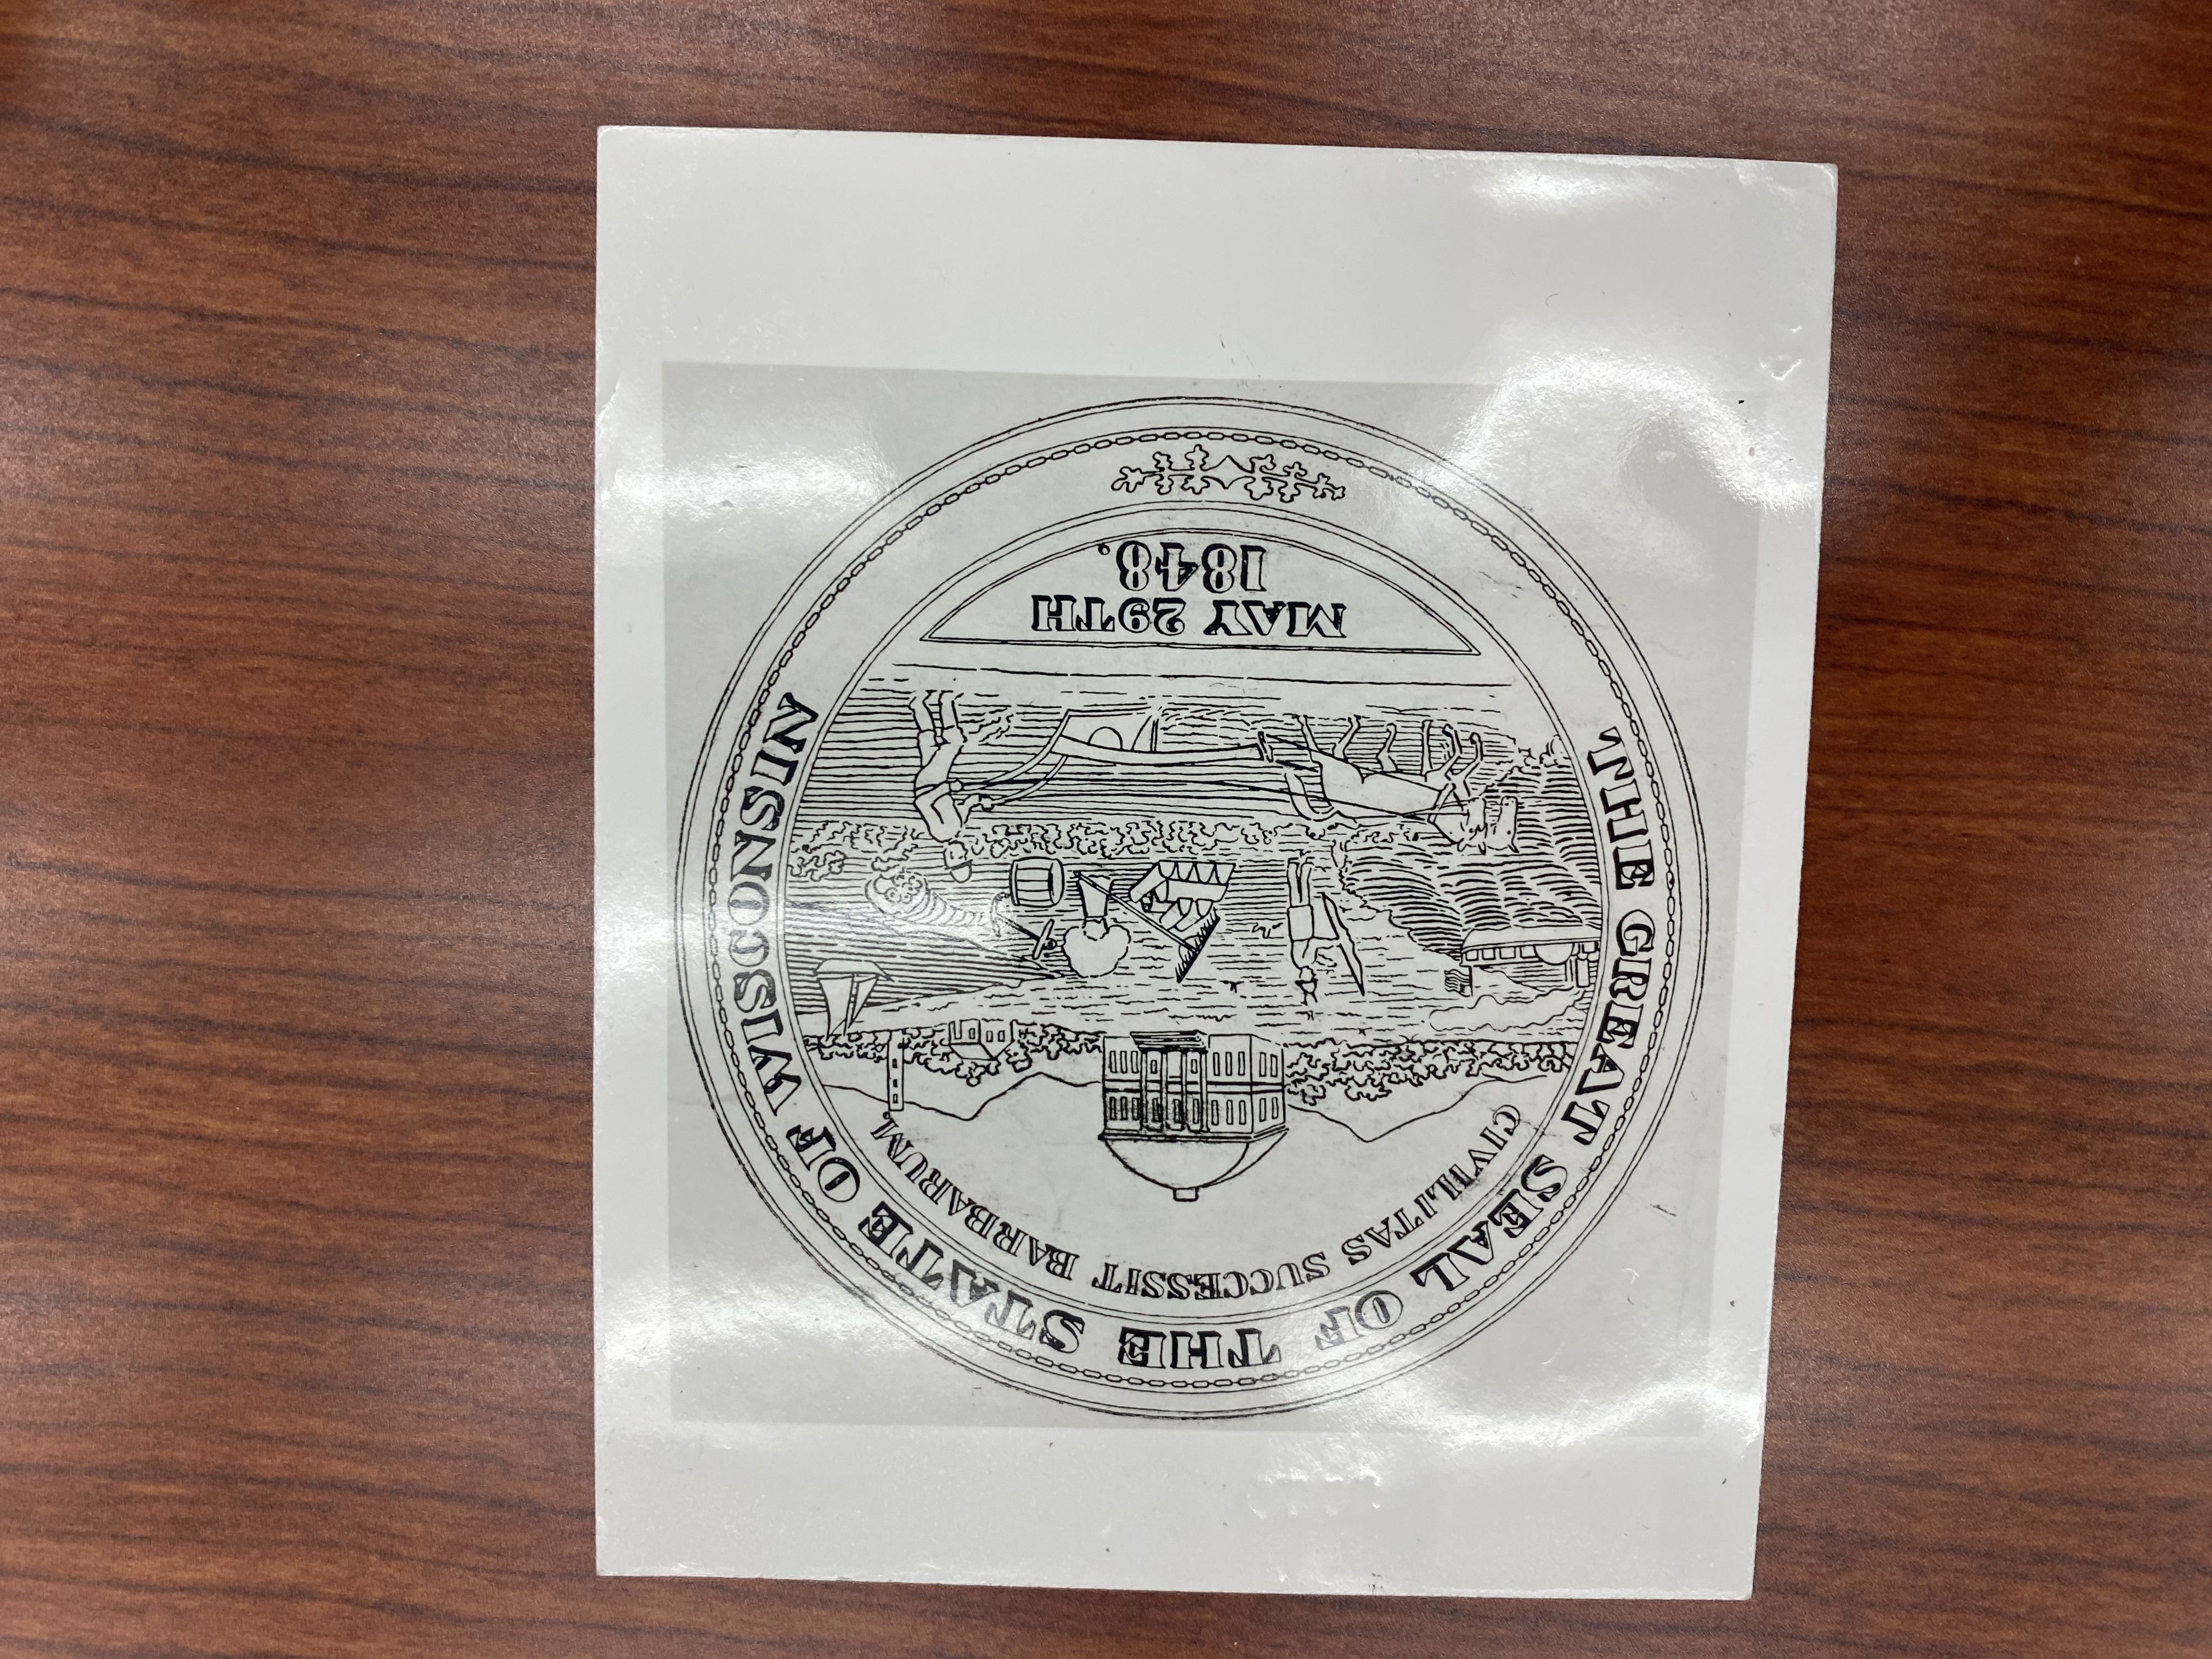 THE GREAT SEAL OF THE STATE OF WISCONSIN
CIVILITAS SUCCESSIT BARBARUM.
MAY 29TH
1848.